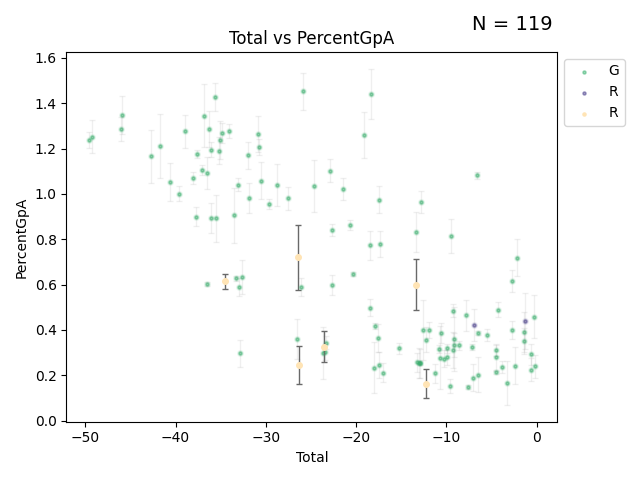 N = 119
Total vs PercentGpA
G
R
R
PercentGpA
1.6
1.4
1.2
1.0
0.8
0.6
0.4
0.2
0.0
−50
−40
−30
−20
−10
0
Total